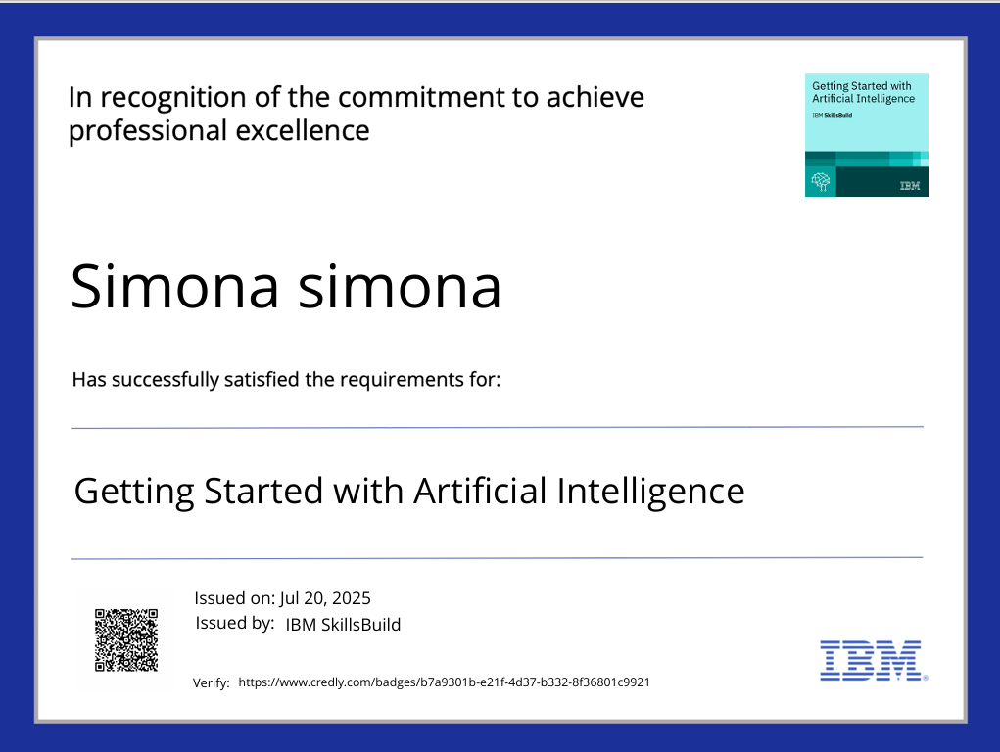 In recognition of the commitment to achieve
professional excellence
Getting Started with
Artificial Intelligence
IBM SkillsBuild
IBM
Simona simona
Has successfully satisfied the requirements for:
Getting Started with Artificial Intelligence
Issued on: Jul 20, 2025
Issued by: IBM SkillsBuild
Verify: https://www.credly.com/badges/b7a9301b-e21f-4d37-b332-8f36801c9921
IBM®